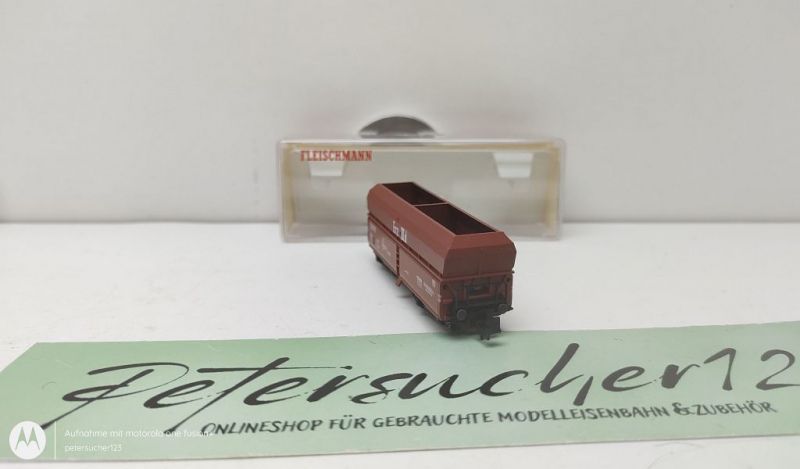 FLEISCHMANN
Petersucher12
ONLINESHOP FÜR GEBRAUCHTE MODELLEISENBAHN & ZUBEHÖR
Aufnahme mit motorola one fusion+
petersucher123